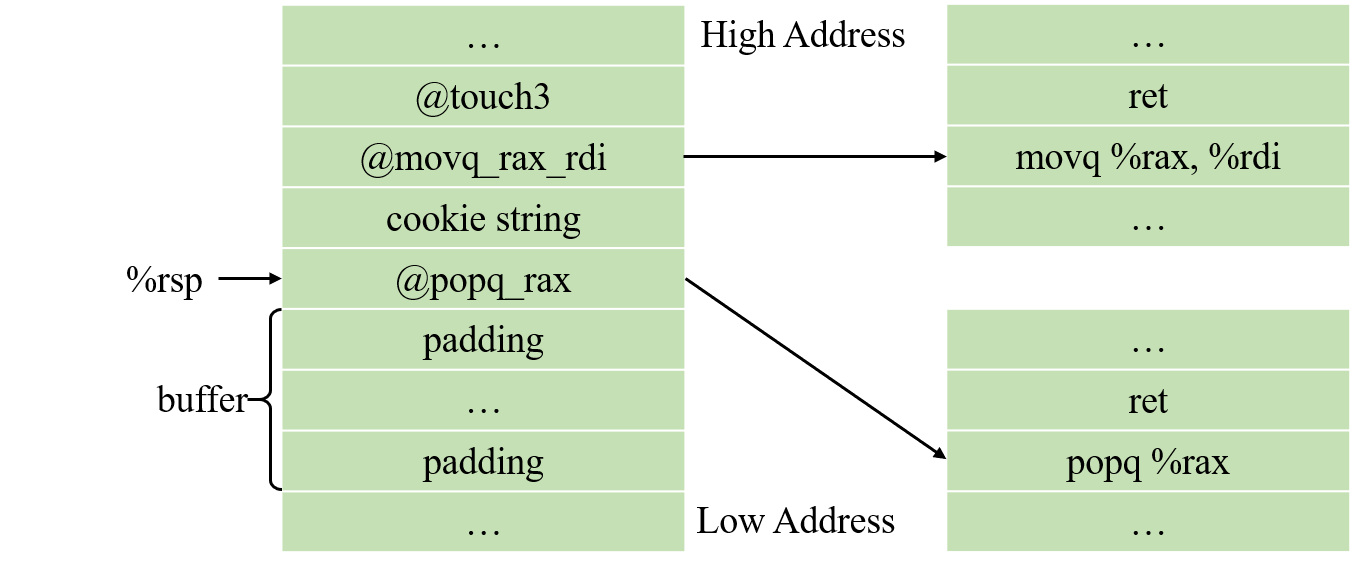 …
@touch3
@movq_rax_rdi
cookie string
@popq_rax
padding
…
padding
…
%rsp
buffer
High Address
Low Address
…
ret
movq %rax, %rdi
…
…
ret
popq %rax
…